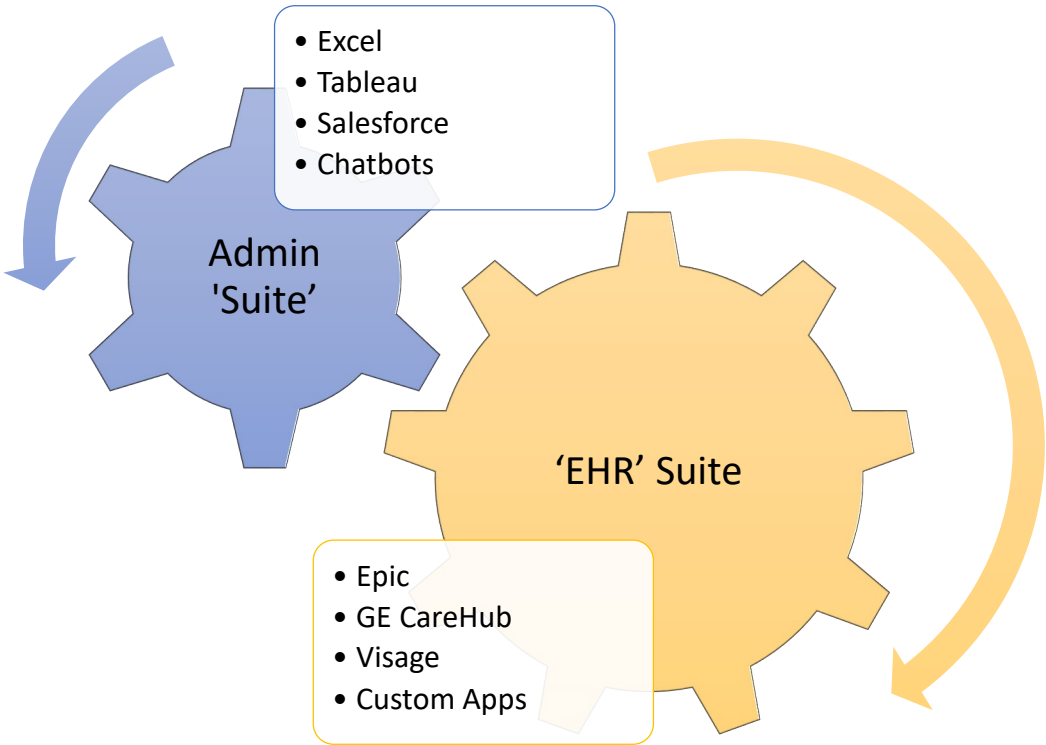 • Excel
• Tableau
• Salesforce
• Chatbots
Admin
'Suite’
‘EHR’ Suite
• Epic
• GE CareHub
• Visage
• Custom Apps